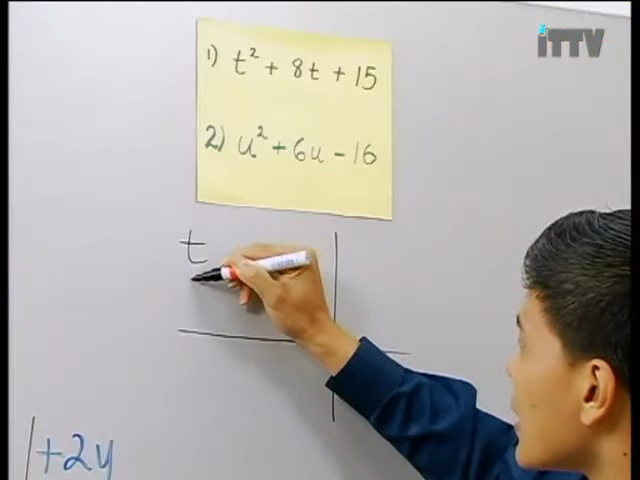 iTTV
1) t² + 8t + 15
2) u² + 6u - 16
t
+2y